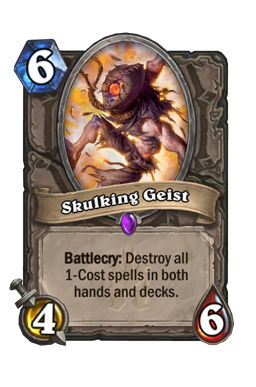 6
Skulking Geist
Battlecry: Destroy all
1-Cost spells in both
hands and decks.
4
6